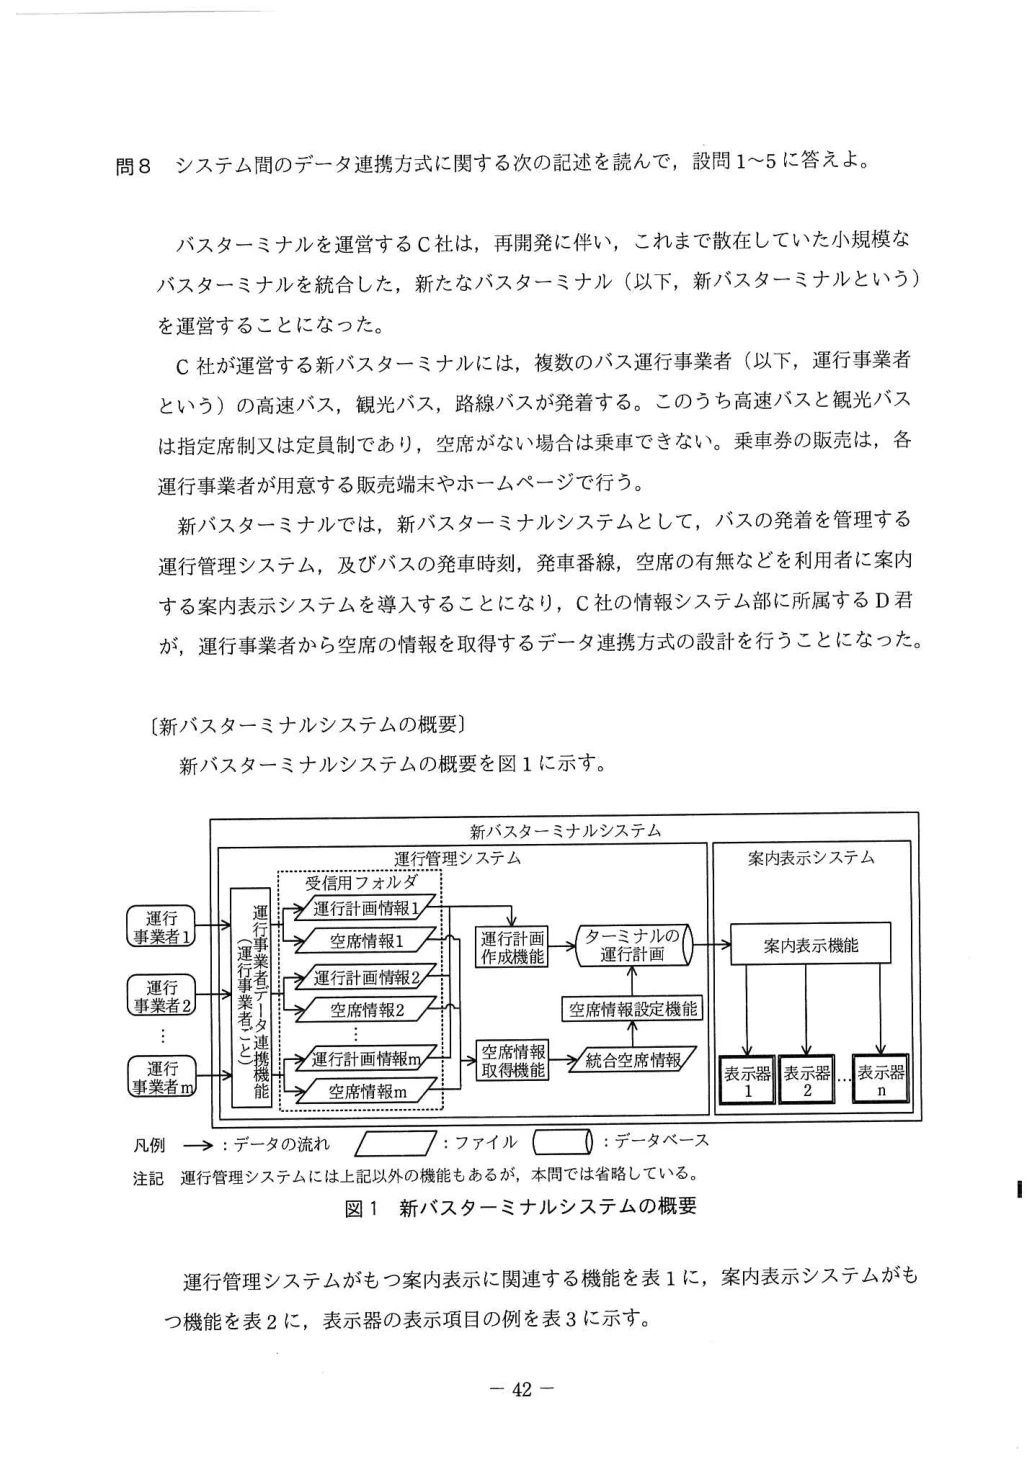 問8 システム間のデータ連携方式に関する次の記述を読んで，設問1～5に答えよ。
バスターミナルを運営するC社は，再開発に伴い，これまで散在していた小規模な
バスターミナルを統合した，新たなバスターミナル（以下，新バスターミナルという）
を運営することになった。
C社が運営する新バスターミナルには，複数のバス運行事業者（以下，運行事業者
という）の高速バス，観光バス，路線バスが発着する。このうち高速バスと観光バス
は指定席制又は定員制であり，空席がない場合は乗車できない。乗車券の販売は，各
運行事業者が用意する販売端末やホームページで行う。
新バスターミナルでは，新バスターミナルシステムとして，バスの発着を管理する
運行管理システム，及びバスの発車時刻，発車番線，空席の有無などを利用者に案内
する案内表示システムを導入することになり，C社の情報システム部に所属するD君
が，運行事業者から空席の情報を取得するデータ連携方式の設計を行うことになった。
〔新バスターミナルシステムの概要〕
新バスターミナルシステムの概要を図1に示す。
新バスターミナルシステム
運行管理システム
案内表示システム
受信用フォルダ
運行
事業者1
運行
事業者2
⋮
運行
事業者m
運行事業者データ連携機能
（運行事業者ごと）
運行計画情報1
空席情報1
運行計画情報2
空席情報2
⋮
運行計画情報m
空席情報m
運行計画
作成機能
ターミナルの
運行計画
空席情報設定機能
空席情報
取得機能
統合空席情報
案内表示機能
表示器
1
表示器
2
…
表示器
n
凡例 → ：データの流れ ：ファイル ：データベース
注記 運行管理システムには上記以外の機能もあるが，本問では省略している。
図1 新バスターミナルシステムの概要
運行管理システムがもつ案内表示に関連する機能を表1に，案内表示システムがも
つ機能を表2に，表示器の表示項目の例を表3に示す。
－ 42 －